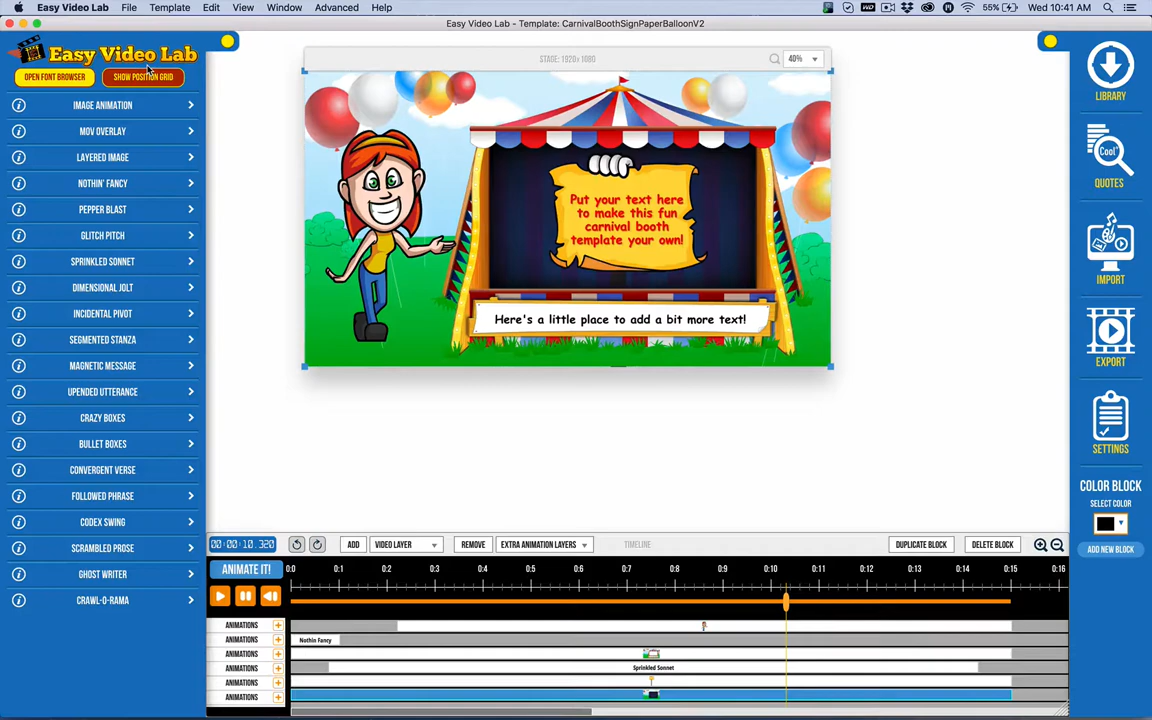 Easy Video Lab File Template Edit View Window Advanced Help 55% Wed 10:41 AM
Easy Video Lab - Template: CarnivalBoothSignPaperBalloonV2
Easy Video Lab
OPEN FONT BROWSER SHOW POSITION GRID
STAGE: 1920x1080 40%
IMAGE ANIMATION
MOV OVERLAY
LAYERED IMAGE
NOTHIN' FANCY
PEPPER BLAST
GLITCH PITCH
SPRINKLED SONNET
DIMENSIONAL JOLT
INCIDENTAL PIVOT
SEGMENTED STANZA
MAGNETIC MESSAGE
UPENDED UTTERANCE
CRAZY BOXES
BULLET BOXES
CONVERGENT VERSE
FOLLOWED PHRASE
CODEX SWING
SCRAMBLED PROSE
GHOST WRITER
CRAWL-O-RAMA
Put your text here
to make this fun
carnival booth
template your own!
Here's a little place to add a bit more text!
LIBRARY
Cool"
QUOTES
IMPORT
EXPORT
SETTINGS
COLOR BLOCK
SELECT COLOR
ADD NEW BLOCK
00:00:10.320 ADD VIDEO LAYER REMOVE EXTRA ANIMATION LAYERS TIMELINE DUPLICATE BLOCK DELETE BLOCK
ANIMATE IT! 0:0 0:1 0:2 0:3 0:4 0:5 0:6 0:7 0:8 0:9 0:10 0:11 0:12 0:13 0:14 0:15 0:16
ANIMATIONS +
ANIMATIONS + Nothin Fancy
ANIMATIONS +
ANIMATIONS + Sprinkled Sonnet
ANIMATIONS +
ANIMATIONS +